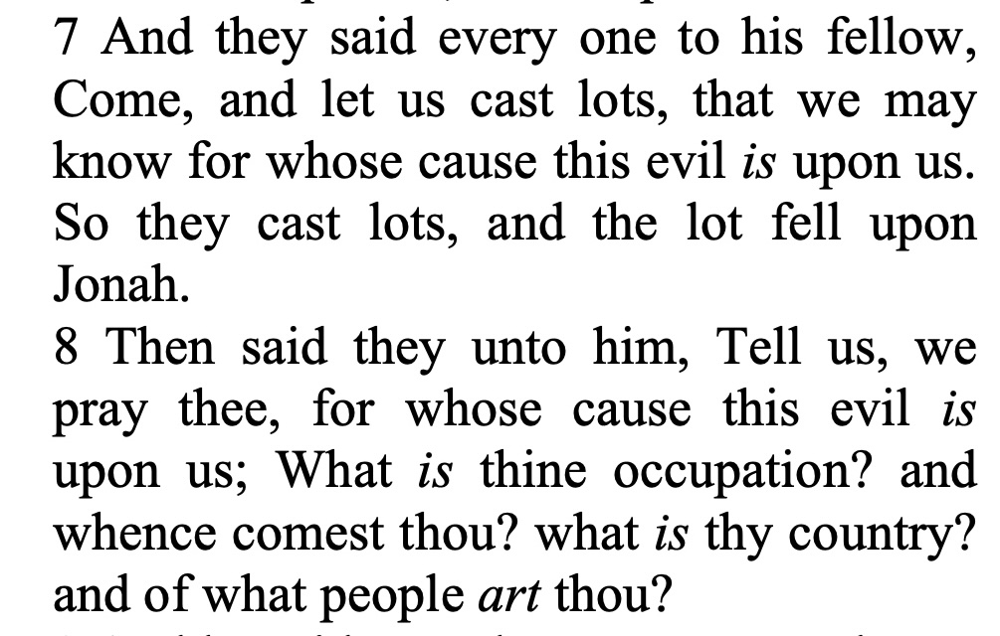 7 And they said every one to his fellow,
Come, and let us cast lots, that we may
know for whose cause this evil is upon us.
So they cast lots, and the lot fell upon
Jonah.
8 Then said they unto him, Tell us, we
pray thee, for whose cause this evil is
upon us; What is thine occupation? and
whence comest thou? what is thy country?
and of what people art thou?